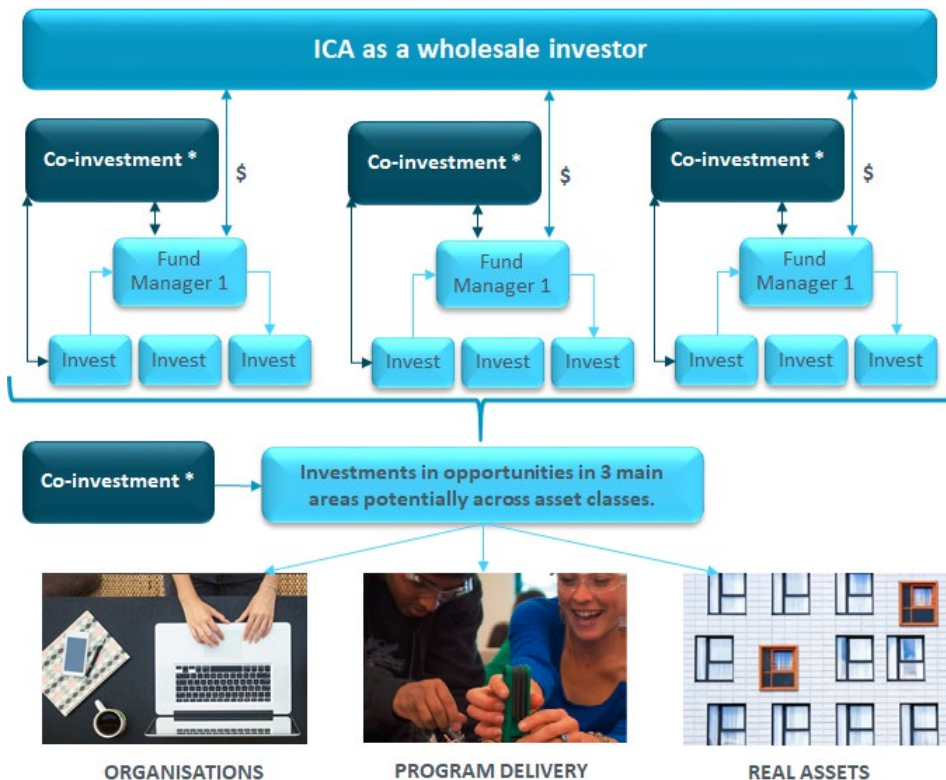 ICA as a wholesale investor
Co-investment *
$
Co-investment *
$
Co-investment *
$
Fund
Manager 1
Fund
Manager 1
Fund
Manager 1
Invest
Invest
Invest
Invest
Invest
Invest
Invest
Invest
Invest
Co-investment *
Investments in opportunities in 3 main
areas potentially across asset classes.
ORGANISATIONS
PROGRAM DELIVERY
REAL ASSETS